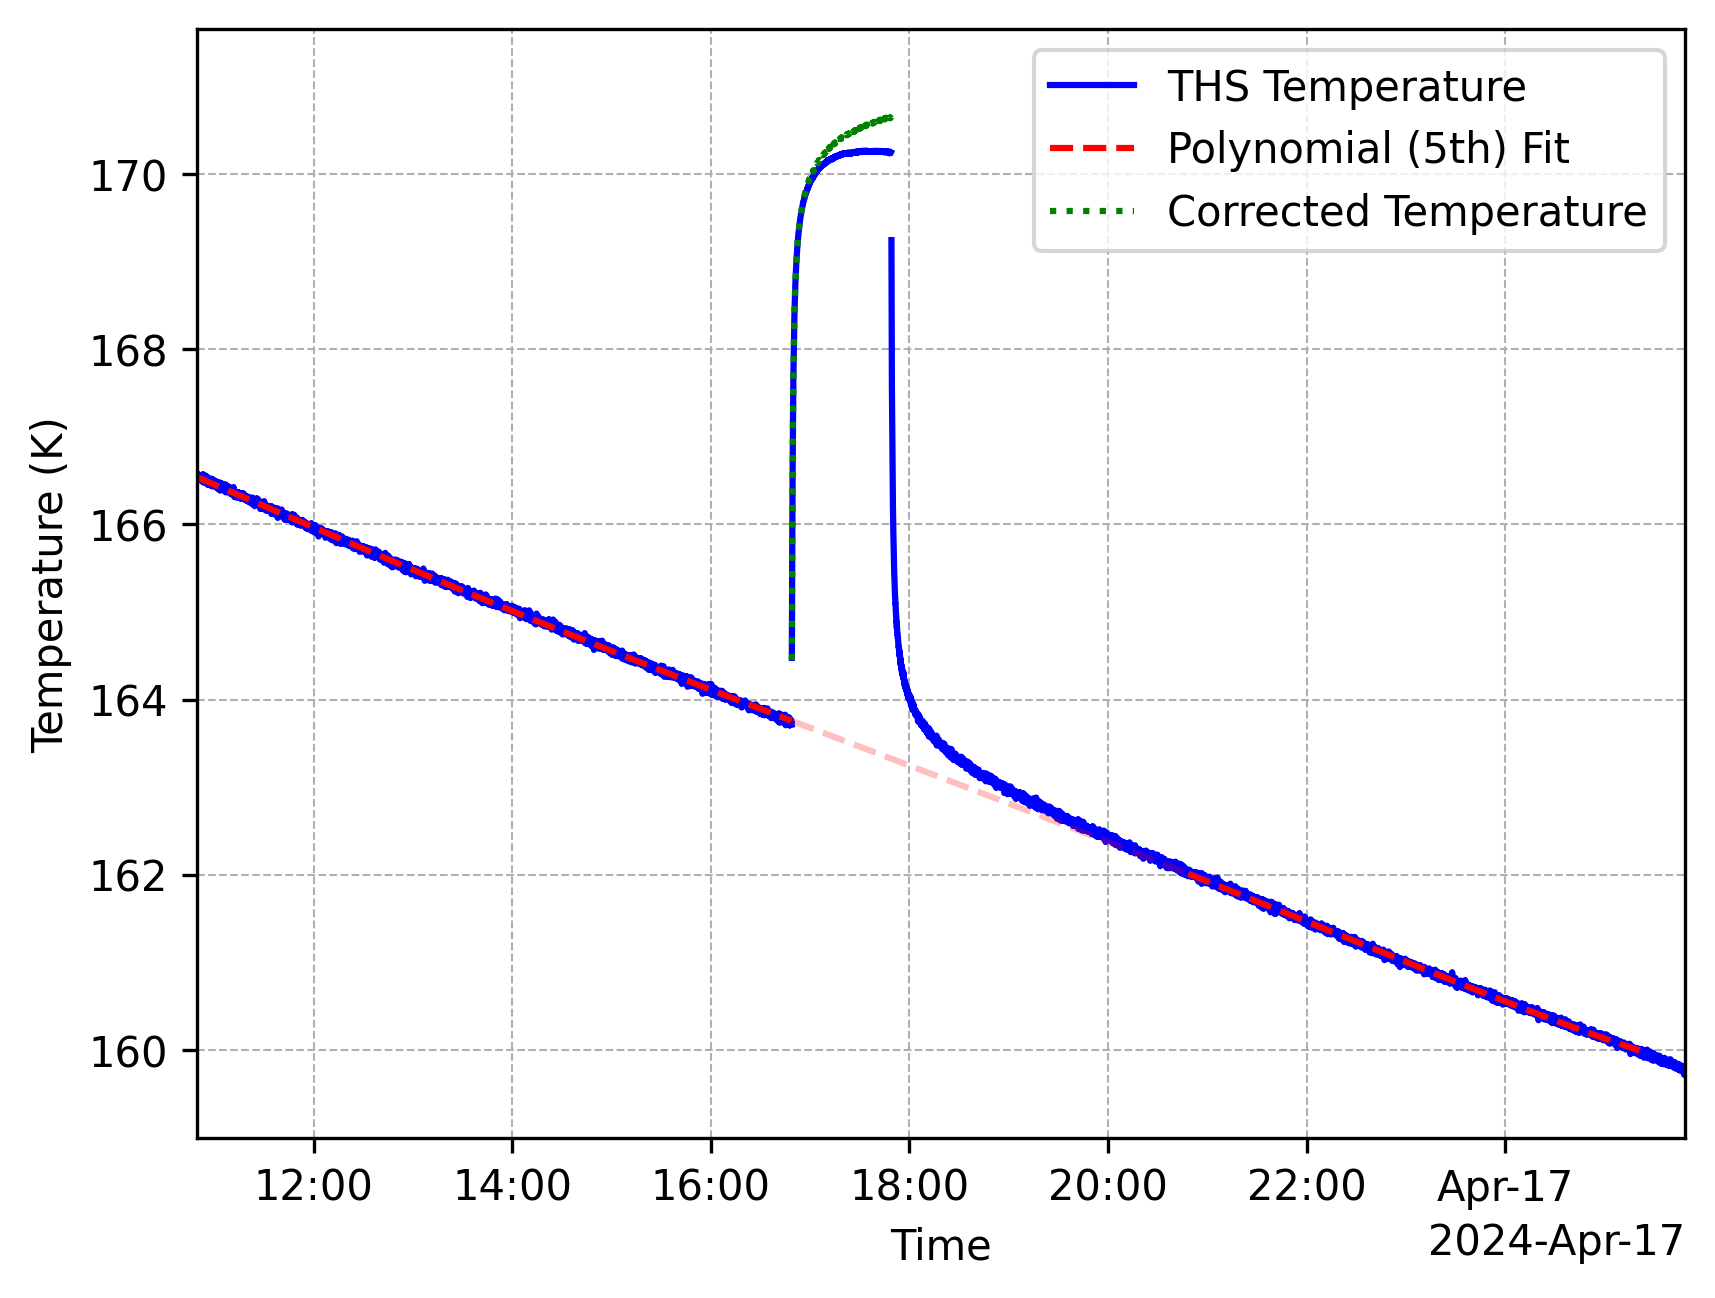 THS Temperature
Polynomial (5th) Fit
Corrected Temperature
170
168
166
164
162
160
Temperature (K)
12:00 14:00 16:00 18:00 20:00 22:00 Apr-17
2024-Apr-17
Time